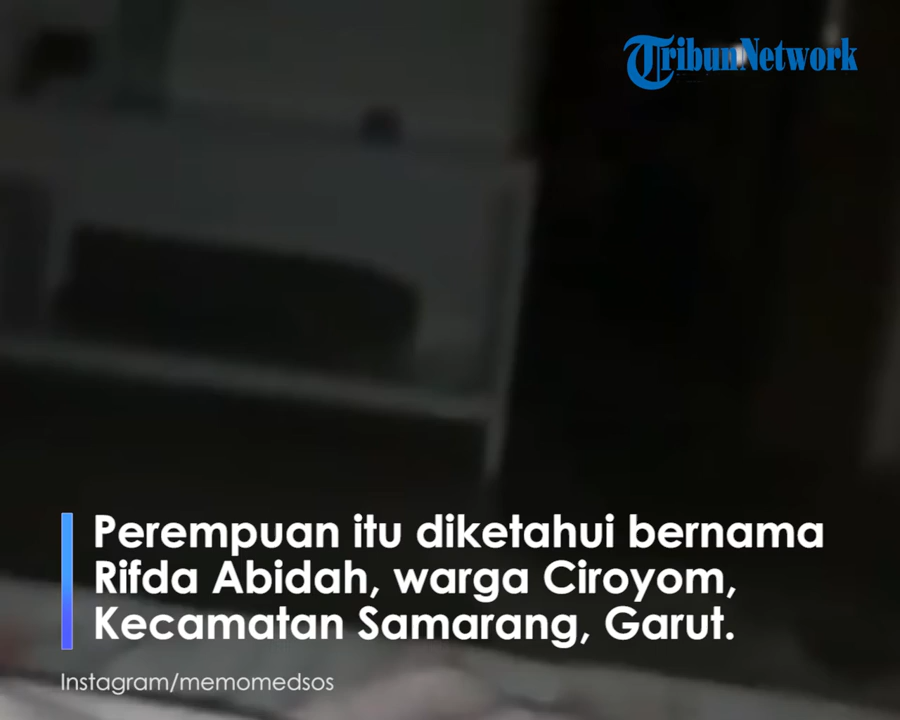 TribunNetwork
Perempuan itu diketahui bernama
Rifda Abidah, warga Ciroyom,
Kecamatan Samarang, Garut.
Instagram/memomedsos